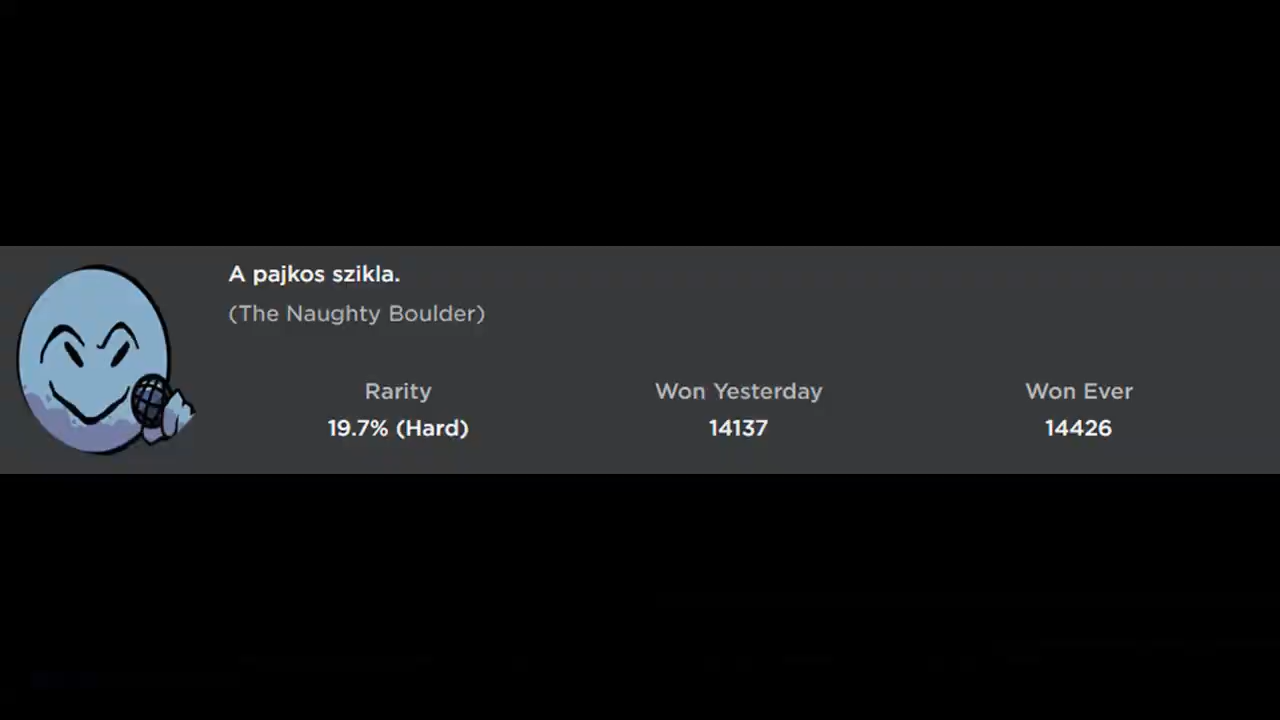 A pajkos szikla.
(The Naughty Boulder)
Rarity Won Yesterday Won Ever
19.7% (Hard) 14137 14426